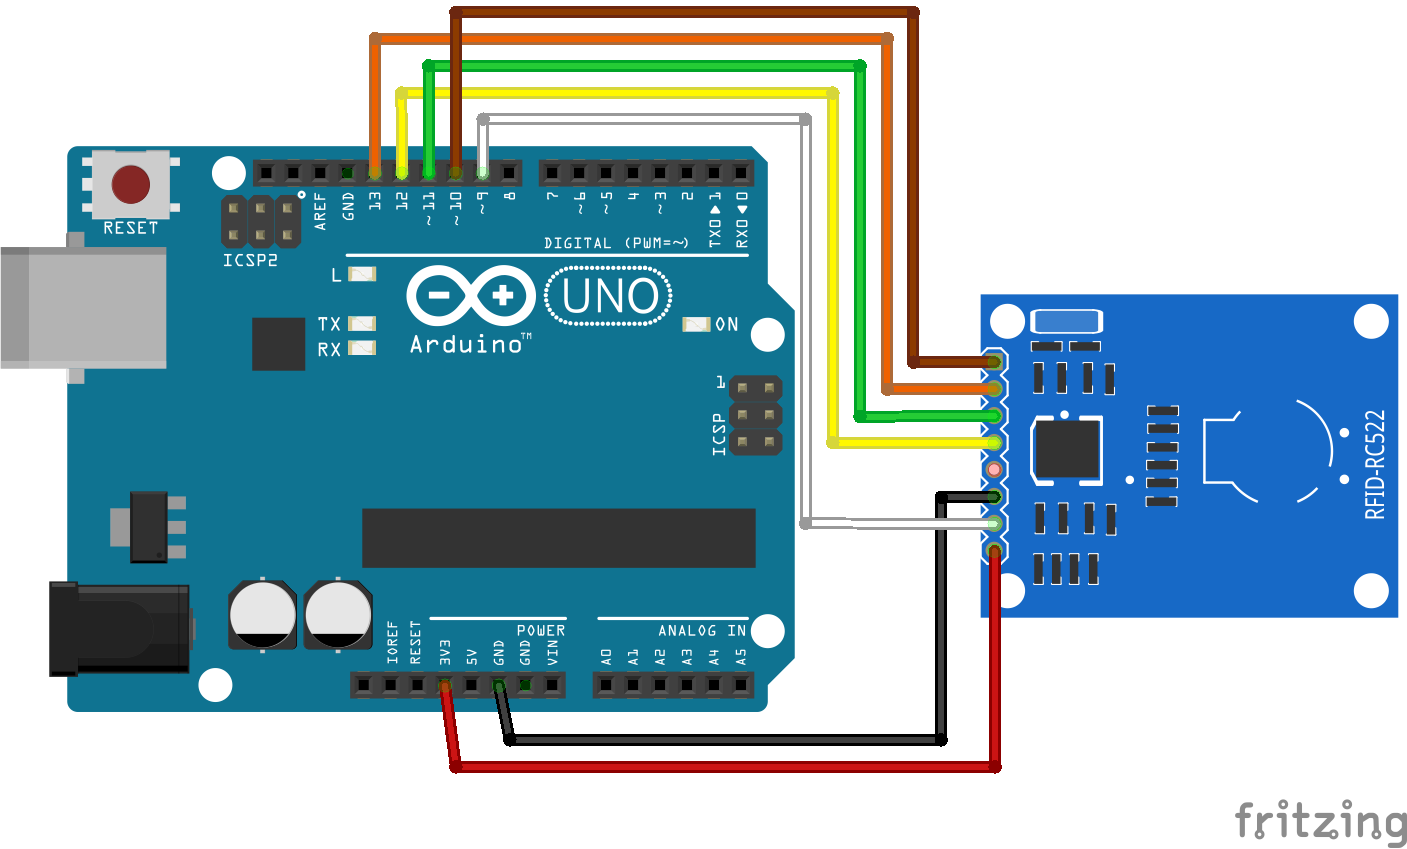 RESET
ICSP2
AREF
GND
13
12
~11
~10
~9
8
7
~6
~5
4
~3
2
TX0▶1
RX0◀0
DIGITAL (PWM=~)
L
TX
RX
UNO
Arduino™
ON
1
ICSP
RFID-RC522
POWER
ANALOG IN
IOREF
RESET
3V3
5V
GND
GND
VIN
A0
A1
A2
A3
A4
A5
fritzing